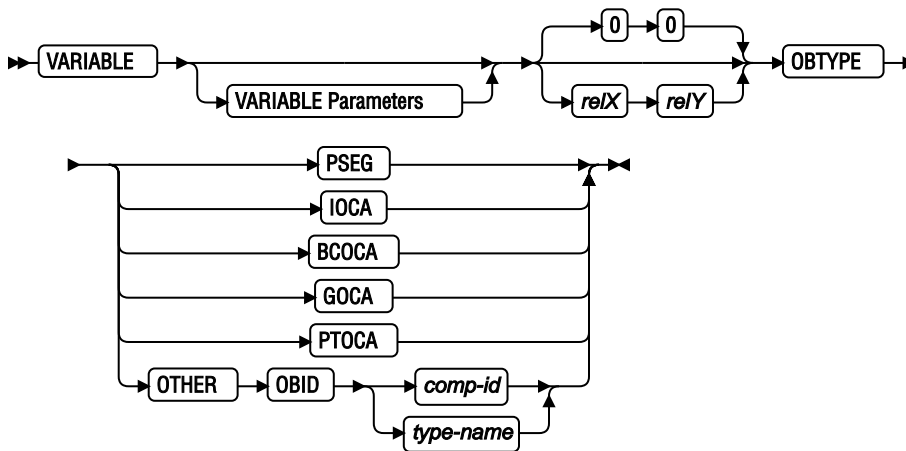 0 0
VARIABLE OBTYPE
VARIABLE Parameters relX relY
PSEG
IOCA
BCOCA
GOCA
PTOCA
OTHER OBID comp-id
type-name